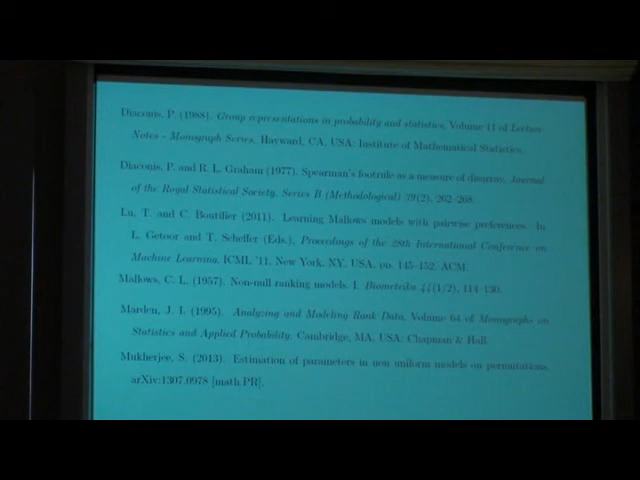 Diaconis, P. (1988). Group representations in probability and statistics, Volume 11 of Lecture
Notes - Monograph Series. Hayward, CA, USA: Institute of Mathematical Statistics.
Diaconis, P. and R. L. Graham (1977). Spearman's footrule as a measure of disarray. Journal
of the Royal Statistical Society. Series B (Methodological) 39(2), 262–268.
Lu, T. and C. Boutilier (2011). Learning Mallows models with pairwise preferences. In
L. Getoor and T. Scheffer (Eds.), Proceedings of the 28th International Conference on
Machine Learning, ICML '11, New York, NY, USA, pp. 145–152. ACM.
Mallows, C. L. (1957). Non-null ranking models. I. Biometrika 44(1/2), 114–130.
Marden, J. I. (1995). Analyzing and Modeling Rank Data, Volume 64 of Monographs on
Statistics and Applied Probability. Cambridge, MA, USA: Chapman & Hall.
Mukherjee, S. (2013). Estimation of parameters in non uniform models on permutations.
arXiv:1307.0978 [math.PR].